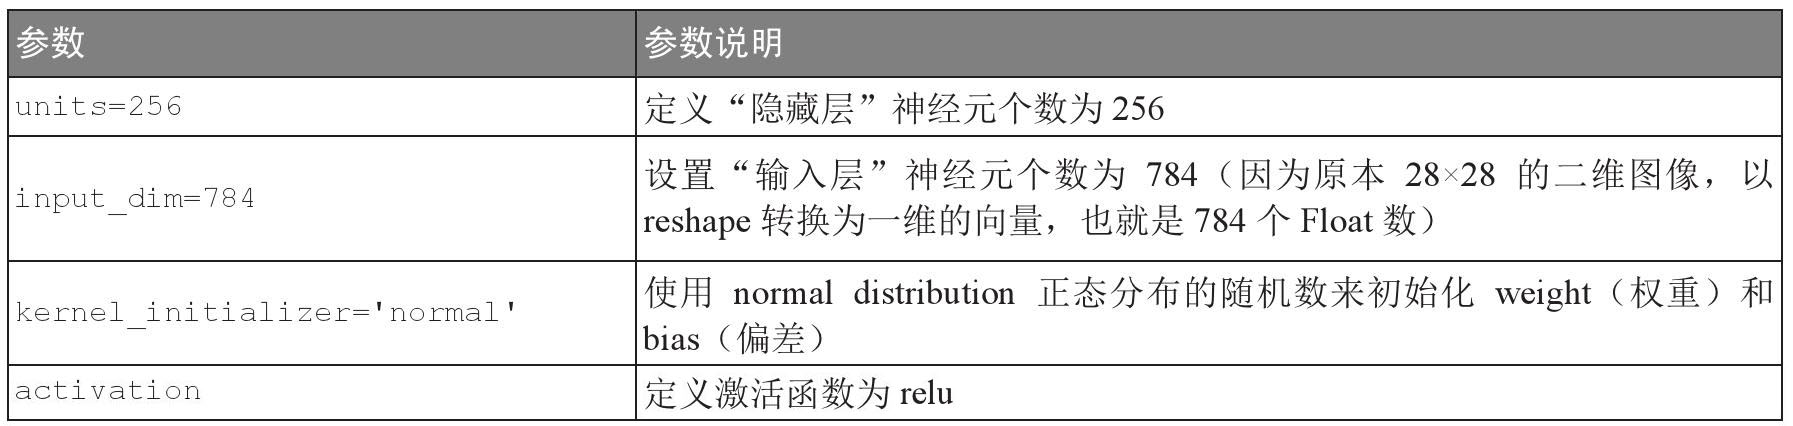 参数
参数说明
units=256
定义“隐藏层”神经元个数为 256
input_dim=784
设置“输入层”神经元个数为 784（因为原本 28×28 的二维图像，以
reshape 转换为一维的向量，也就是 784 个 Float 数）
kernel_initializer='normal'
使用 normal distribution 正态分布的随机数来初始化 weight（权重）和
bias（偏差）
activation
定义激活函数为 relu